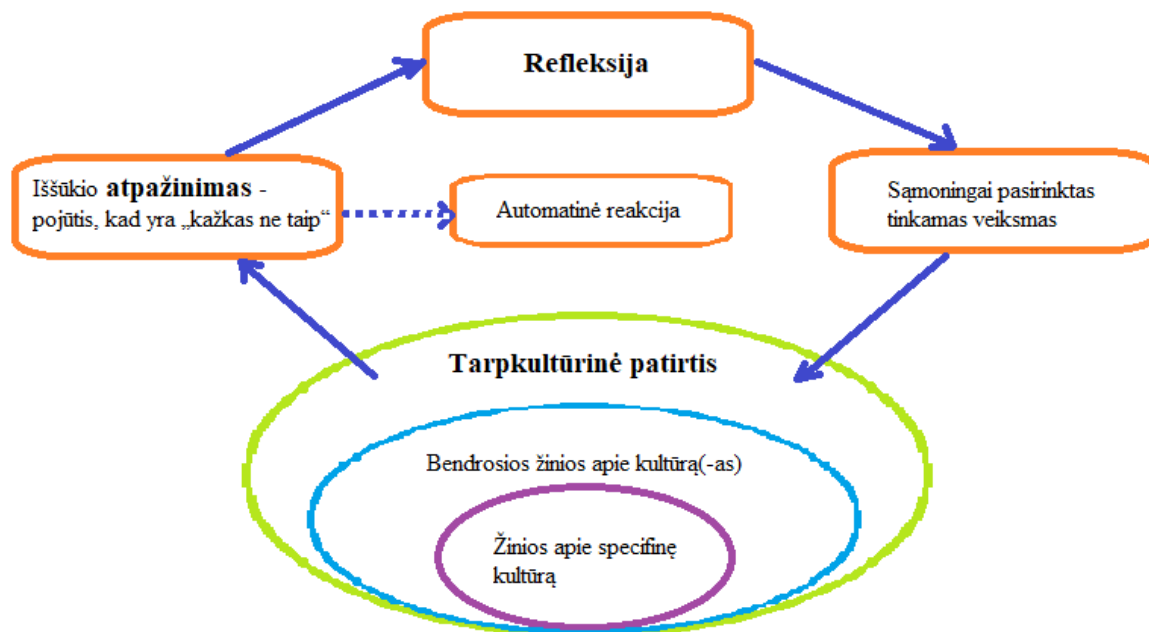 Refleksija
Iššūkio atpažinimas -
pojūtis, kad yra „kažkas ne taip“
Automatinė reakcija
Sąmoningai pasirinktas
tinkamas veiksmas
Tarpkultūrinė patirtis
Bendrosios žinios apie kultūrą(-as)
Žinios apie specifinę
kultūrą